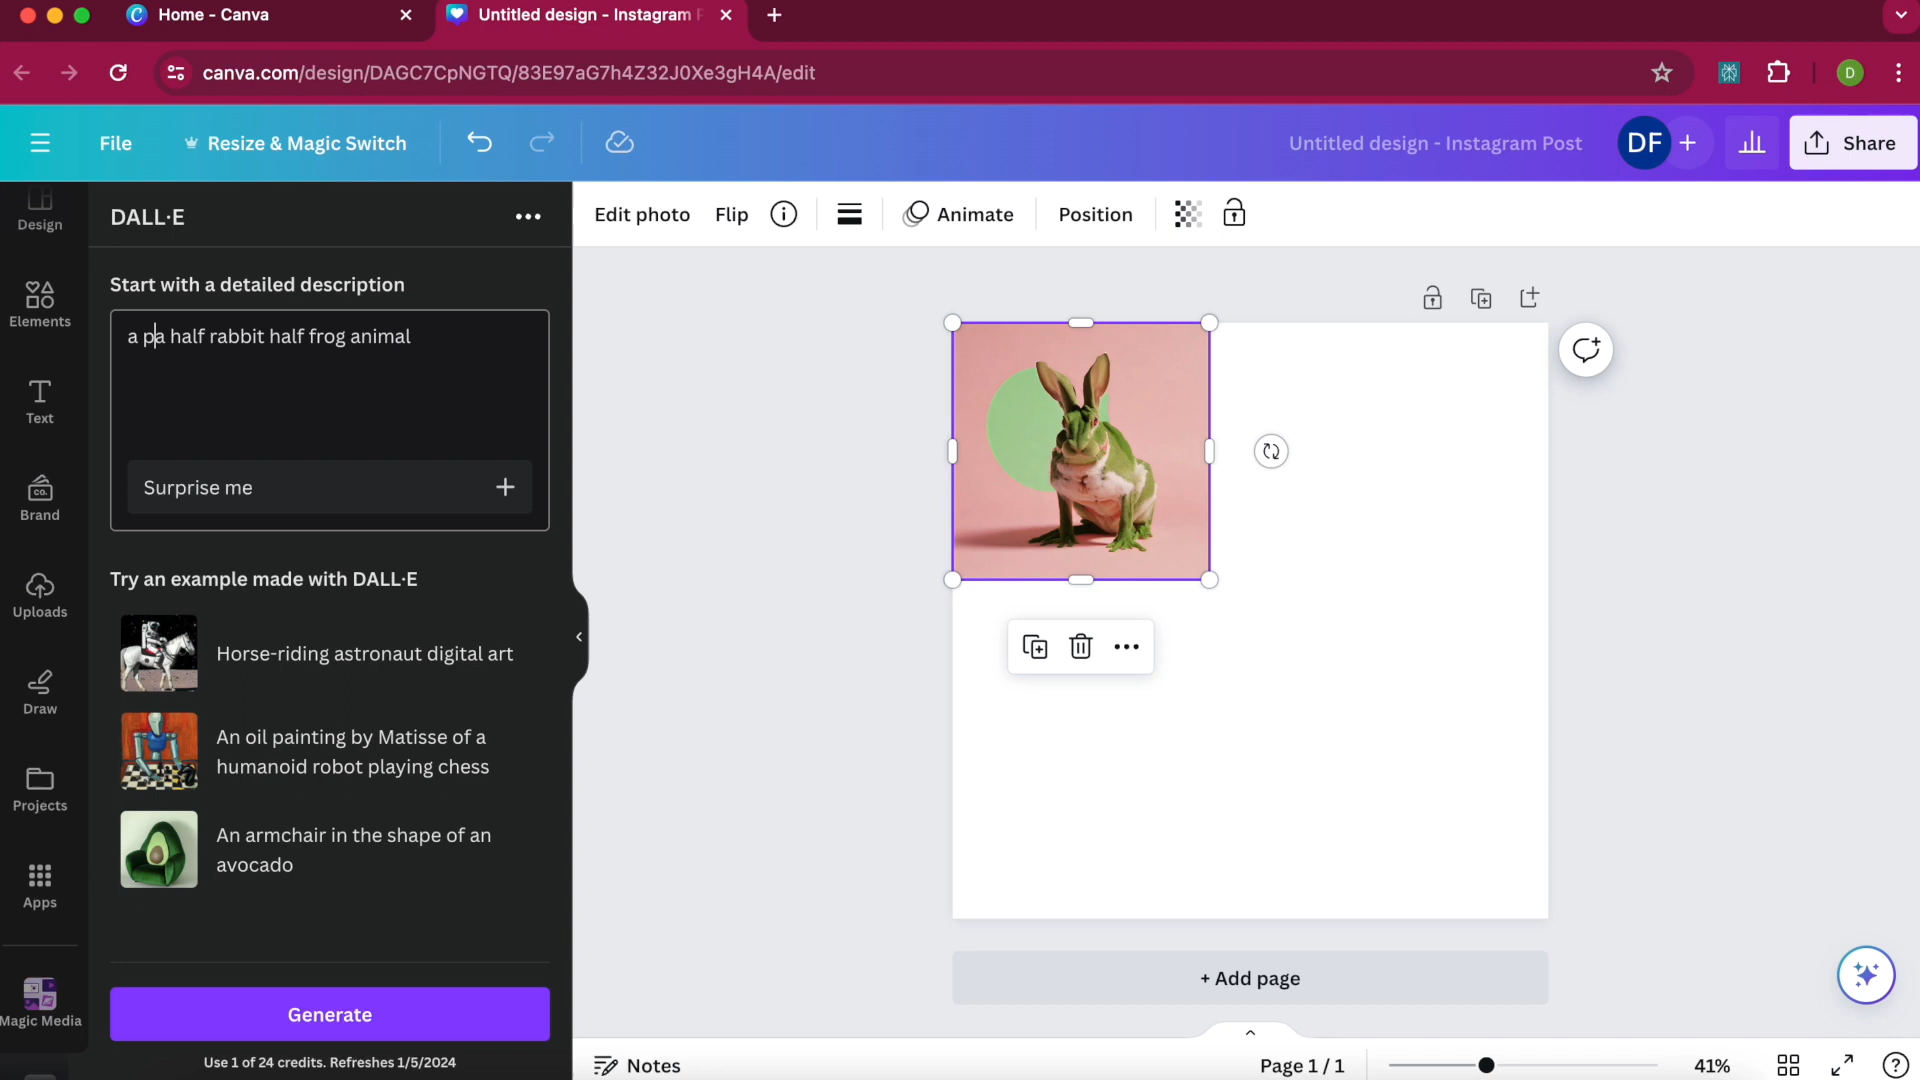 Home - Canva
Untitled design - Instagram
canva.com/design/DAGC7CpNGTQ/83E97aG7h4Z32J0Xe3gH4A/edit
D
File
Resize & Magic Switch
Untitled design - Instagram Post
DF
Share
Design
Elements
Text
CO.
Brand
Uploads
Draw
Projects
Apps
Magic Media
DALL·E
Start with a detailed description
a pa half rabbit half frog animal
Surprise me
Try an example made with DALL·E
Horse-riding astronaut digital art
An oil painting by Matisse of a
humanoid robot playing chess
An armchair in the shape of an
avocado
Generate
Use 1 of 24 credits. Refreshes 1/5/2024
Edit photo
Flip
Animate
Position
+ Add page
Notes
Page 1 / 1
41%